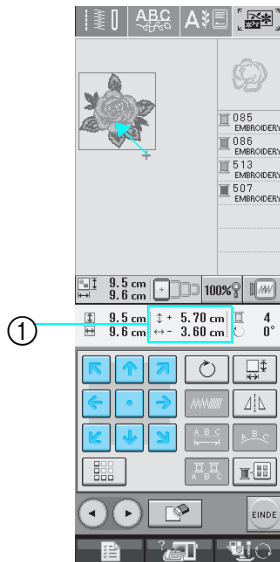 ABC
A
085
EMBROIDERY
086
EMBROIDERY
513
EMBROIDERY
507
EMBROIDERY
9.5 cm
9.6 cm
100%
9.5 cm + 5.70 cm 4
1
9.6 cm - 3.60 cm 0°
A B C
A B C
A B C
EINDE
?